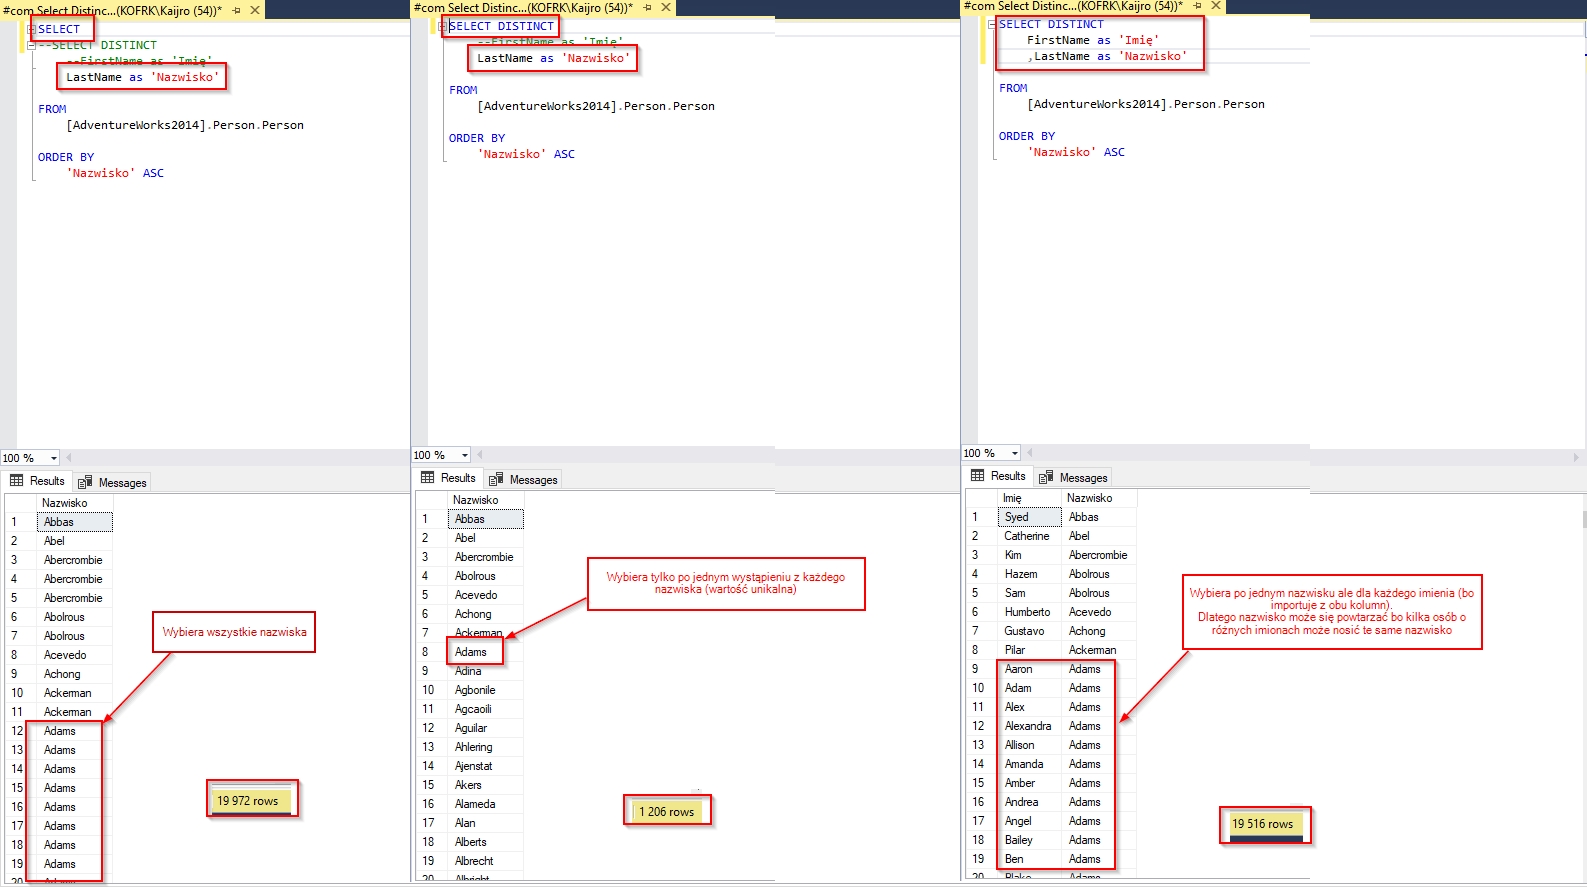 #com Select Distinc...(KOFRK\Kaijro (54))*
SELECT
--SELECT DISTINCT
--FirstName as 'Imię'
LastName as 'Nazwisko'
FROM
[AdventureWorks2014].Person.Person
ORDER BY
'Nazwisko' ASC
100 %
Results
Messages
Nazwisko
1 Abbas
2 Abel
3 Abercrombie
4 Abercrombie
5 Abercrombie
6 Abolrous
7 Abolrous
8 Acevedo
9 Achong
10 Ackerman
11 Ackerman
12 Adams
13 Adams
14 Adams
15 Adams
16 Adams
17 Adams
18 Adams
19 Adams
20 Adams
Wybiera wszystkie nazwiska
19 972 rows
#com Select Distinc...(KOFRK\Kaijro (54))*
SELECT DISTINCT
--FirstName as 'Imię'
LastName as 'Nazwisko'
FROM
[AdventureWorks2014].Person.Person
ORDER BY
'Nazwisko' ASC
100 %
Results
Messages
Nazwisko
1 Abbas
2 Abel
3 Abercrombie
4 Abolrous
5 Acevedo
6 Achong
7 Ackerman
8 Adams
9 Adina
10 Agbonile
11 Agcaoili
12 Aguilar
13 Ahlering
14 Ajenstat
15 Akers
16 Alameda
17 Alan
18 Alberts
19 Albrecht
20 Albright
Wybiera tylko po jednym wystąpieniu z każdego
nazwiska (wartość unikalna)
1 206 rows
#com Select Distinc...(KOFRK\Kaijro (54))*
SELECT DISTINCT
FirstName as 'Imię'
,LastName as 'Nazwisko'
FROM
[AdventureWorks2014].Person.Person
ORDER BY
'Nazwisko' ASC
100 %
Results
Messages
Imię Nazwisko
1 Syed Abbas
2 Catherine Abel
3 Kim Abercrombie
4 Hazem Abolrous
5 Sam Abolrous
6 Humberto Acevedo
7 Gustavo Achong
8 Pilar Ackerman
9 Aaron Adams
10 Adam Adams
11 Alex Adams
12 Alexandra Adams
13 Allison Adams
14 Amanda Adams
15 Amber Adams
16 Andrea Adams
17 Angel Adams
18 Bailey Adams
19 Ben Adams
20 Blake Adams
Wybiera po jednym nazwisku ale dla każdego imienia (bo
importuje z obu kolumn).
Dlatego nazwisko może się powtarzać bo kilka osób o
różnych imionach może nosić te same nazwisko
19 516 rows